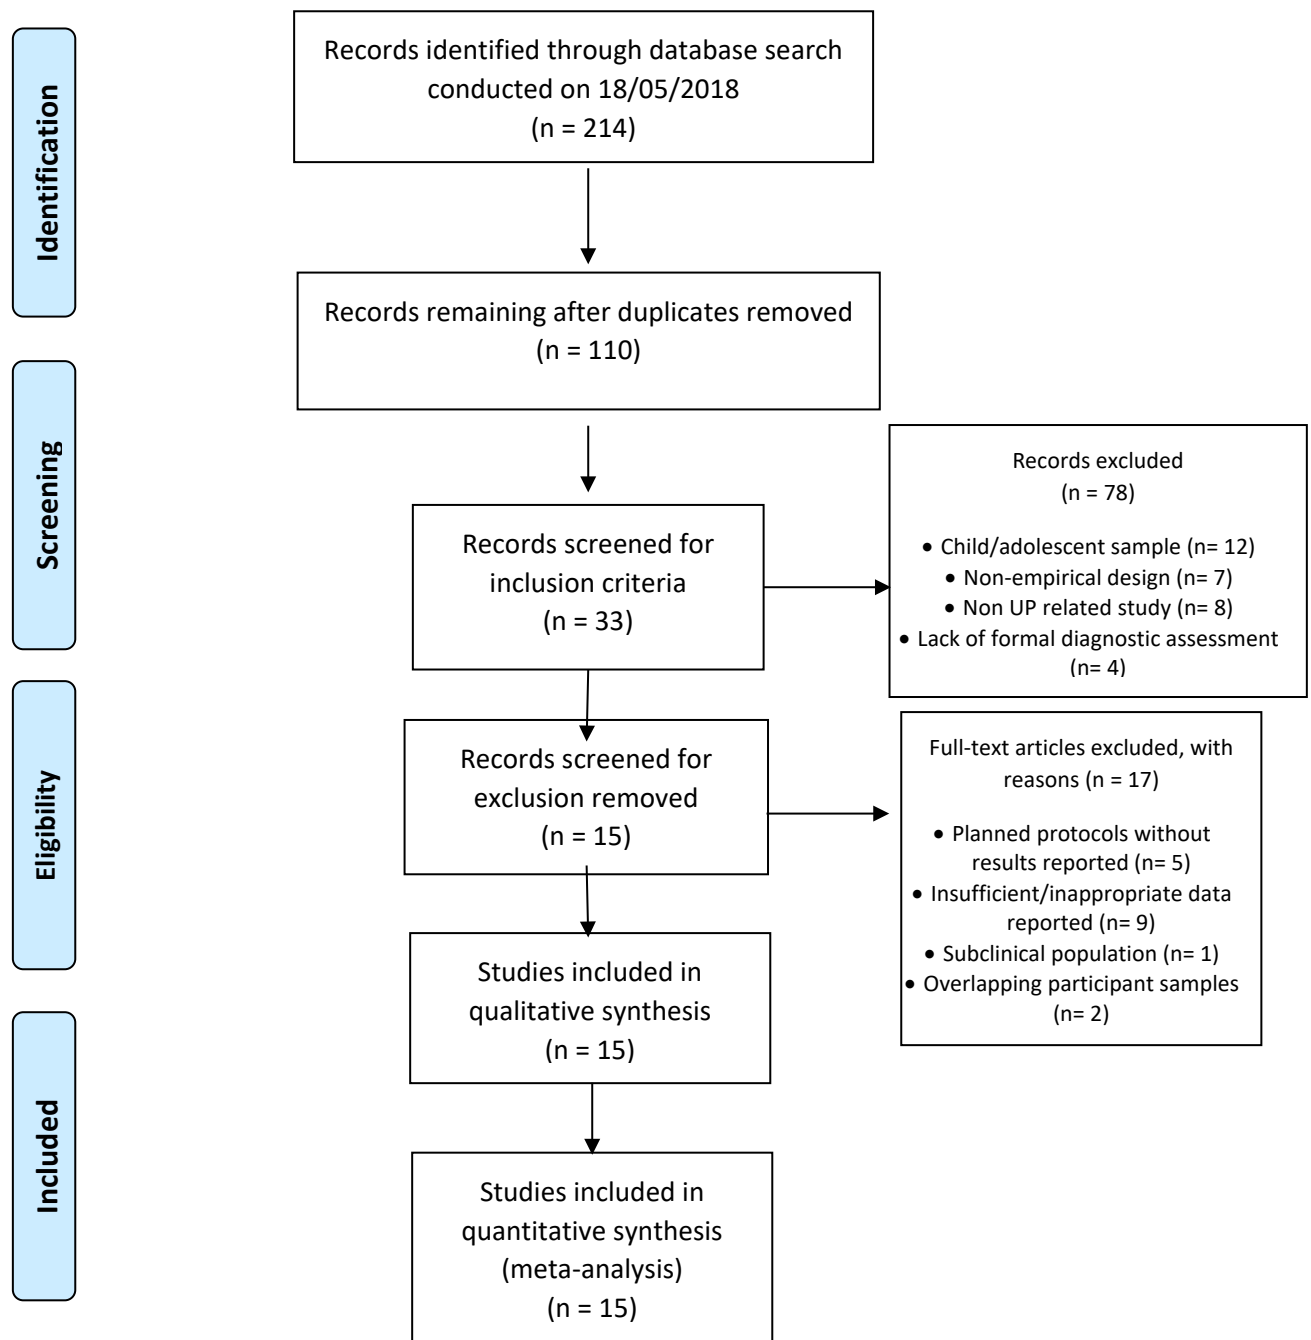 Identification
Records identified through database search
conducted on 18/05/2018
(n = 214)
Records remaining after duplicates removed
(n = 110)
Screening
Records screened for
inclusion criteria
(n = 33)
Records excluded
(n = 78)
• Child/adolescent sample (n= 12)
• Non-empirical design (n= 7)
• Non UP related study (n= 8)
• Lack of formal diagnostic assessment
(n= 4)
Eligibility
Records screened for
exclusion removed
(n = 15)
Full-text articles excluded, with
reasons (n = 17)
• Planned protocols without
results reported (n= 5)
• Insufficient/inappropriate data
reported (n= 9)
• Subclinical population (n= 1)
• Overlapping participant samples
(n= 2)
Studies included in
qualitative synthesis
(n = 15)
Included
Studies included in
quantitative synthesis
(meta-analysis)
(n = 15)